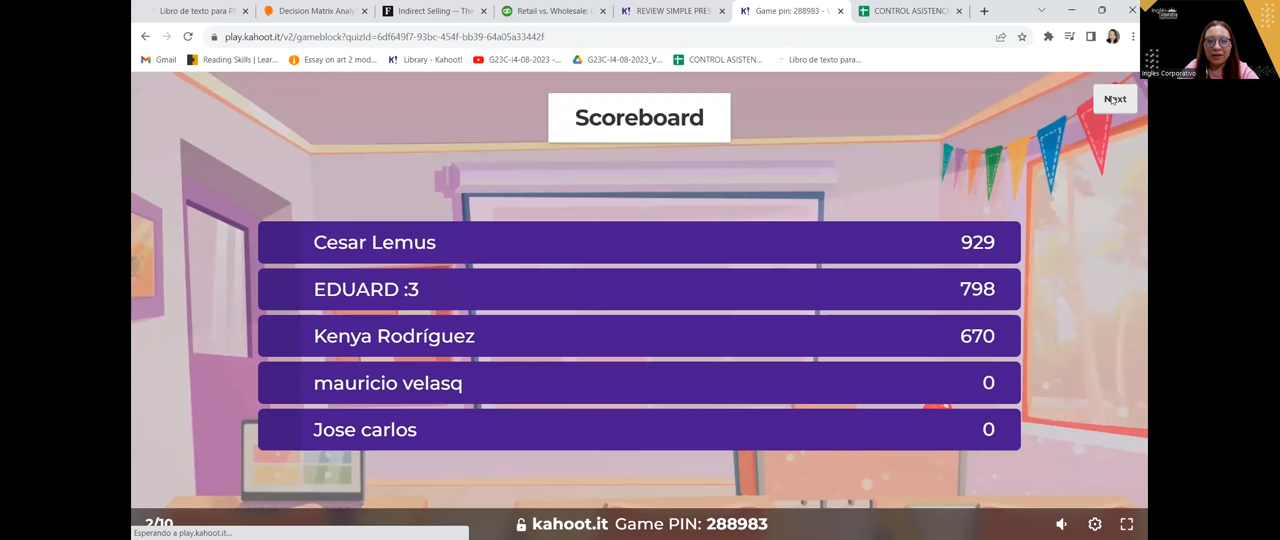 Libro de texto para P
Decision Matrix Anal
Indirect Selling -- The
Retail vs. Wholesale: C
REVIEW SIMPLE PRES
Game pin: 288983 - V
CONTROL ASISTENC
play.kahoot.it/v2/gameblock?quizId=6df649f7-93bc-454f-bb39-64a05a33442f
Gmail
Reading Skills | Lear...
Essay on art 2 mod...
Library - Kahoot!
G23C-I4-08-2023 -...
G23C-I4-08-2023_V...
CONTROL ASISTEN...
Libro de texto para...
Inglés Corporativo
Next
Scoreboard
Cesar Lemus 929
EDUARD :3 798
Kenya Rodríguez 670
mauricio velasq 0
Jose carlos 0
2/10
kahoot.it Game PIN: 288983
Esperando a play.kahoot.it...